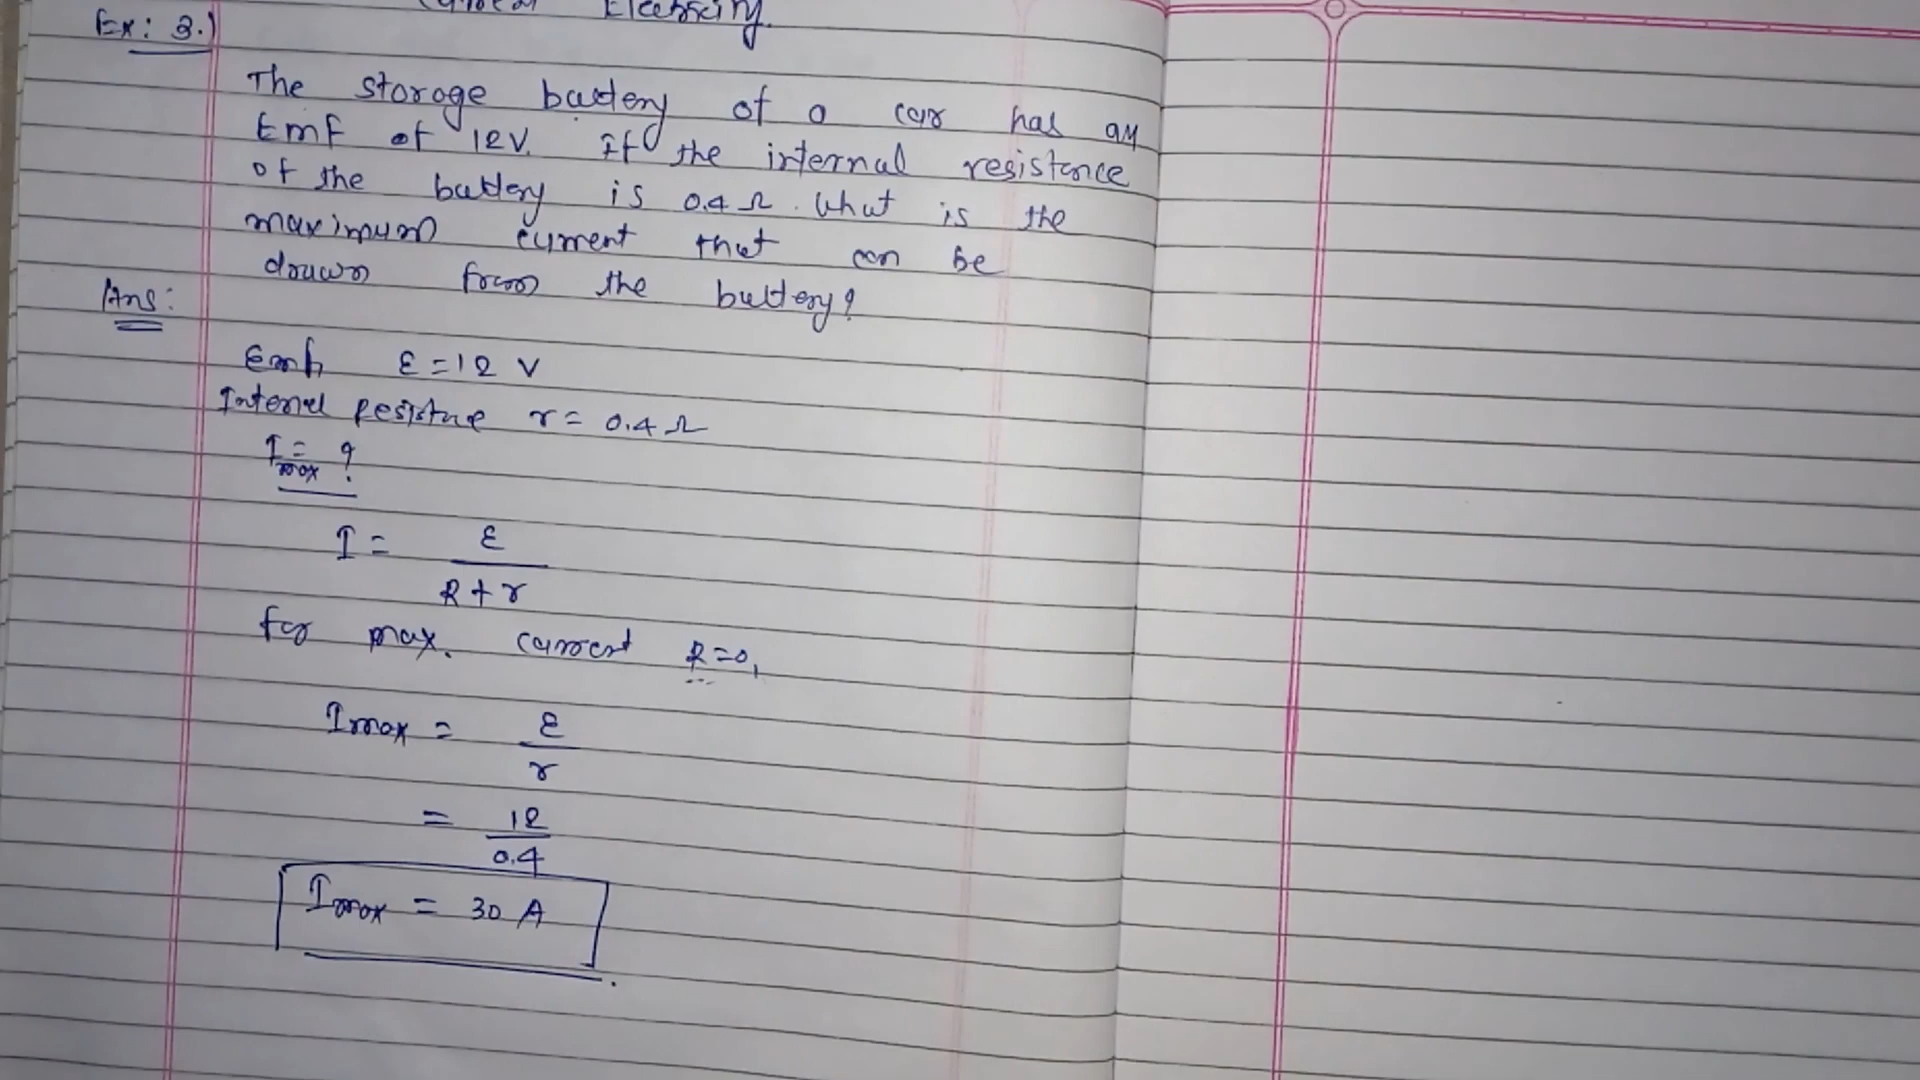 Electricity.
Ex: 3.)
The storage battery of a car has an
Emf of 12V. If the internal resistance
of the battery is 0.4 Ω. What is the
maximum current that can be
drawn from the battery?
Ans:
Emf, ε = 12 V
Internal Resistance r = 0.4 Ω
Imax = ?
I = ε / R + r
for max. current R = 0,
Imax = ε / r
= 12 / 0.4
Imax = 30 A